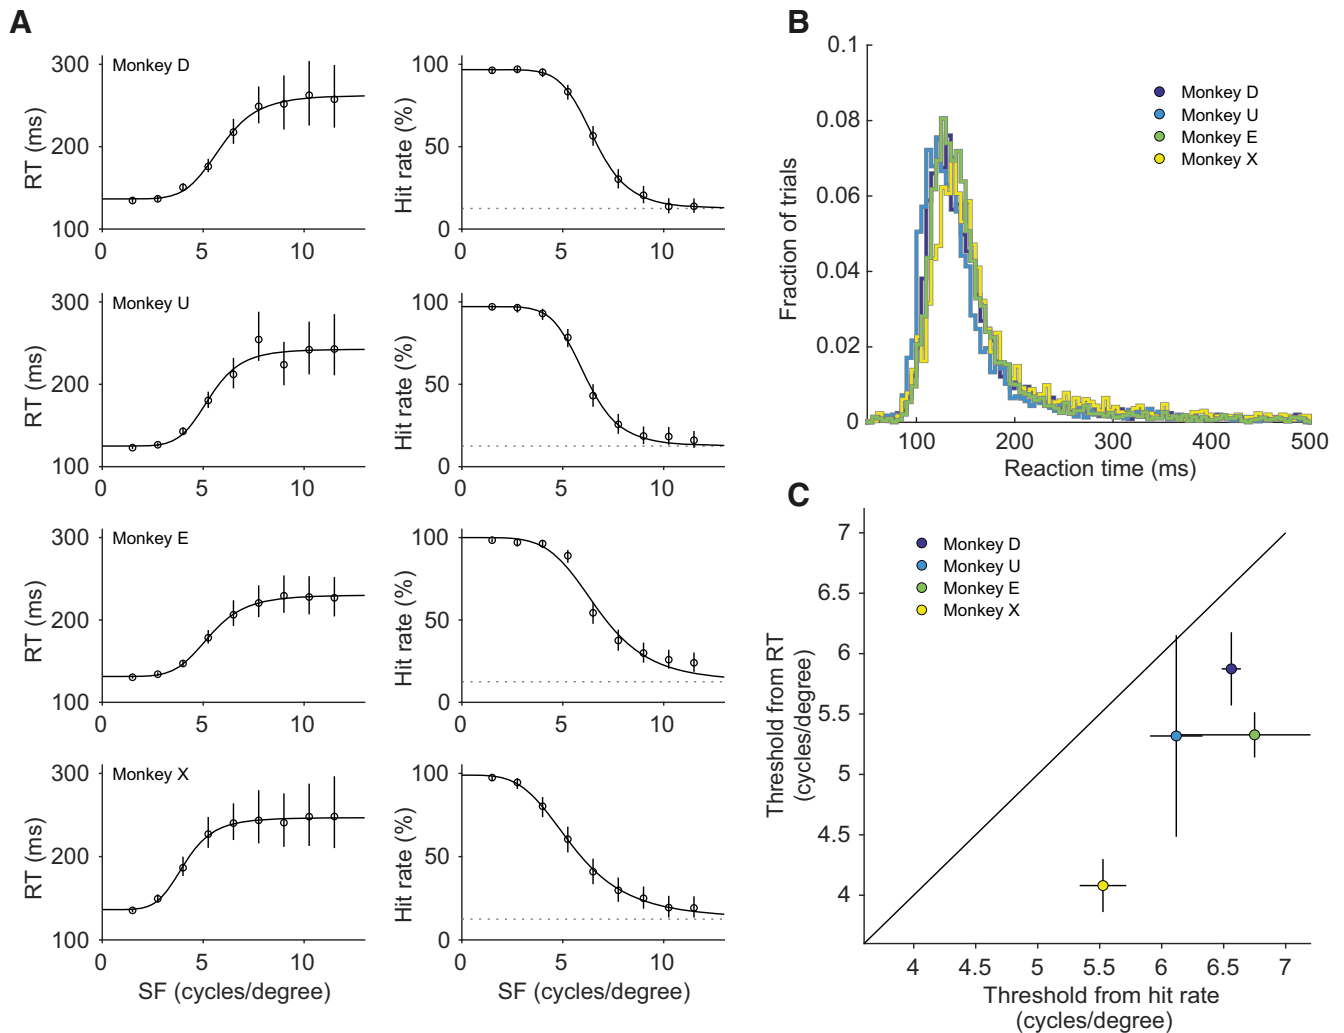 A
300
200
100
RT (ms)
Monkey D
0
5
10
100
50
0
Hit rate (%)
0
5
10
300
200
100
RT (ms)
Monkey U
0
5
10
100
50
0
Hit rate (%)
0
5
10
300
200
100
RT (ms)
Monkey E
0
5
10
100
50
0
Hit rate (%)
0
5
10
300
200
100
RT (ms)
Monkey X
0
5
10
SF (cycles/degree)
100
50
0
Hit rate (%)
0
5
10
SF (cycles/degree)
B
0.1
0.08
0.06
0.04
0.02
0
Fraction of trials
Monkey D
Monkey U
Monkey E
Monkey X
100
200
300
400
500
Reaction time (ms)
C
7
6.5
6
5.5
5
4.5
4
Threshold from RT
(cycles/degree)
Monkey D
Monkey U
Monkey E
Monkey X
4
4.5
5
5.5
6
6.5
7
Threshold from hit rate
(cycles/degree)